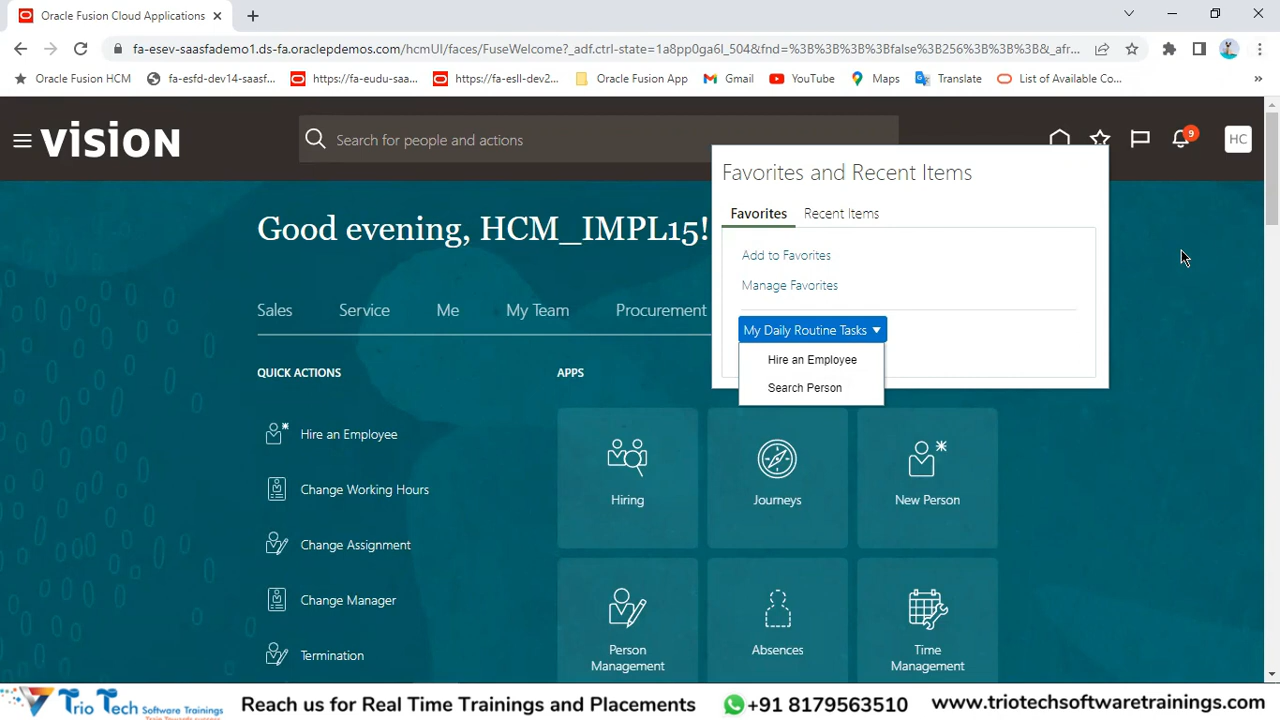 Oracle Fusion Cloud Applications
fa-esev-saasfademo1.ds-fa.oraclepdemos.com/hcmUI/faces/FuseWelcome?_adf.ctrl-state=1a8pp0ga6l_504&fnd=%3B%3B%3B%3Bfalse%3B256%3B%3B%3B&_afr...
Oracle Fusion HCM
fa-esfd-dev14-saasf...
https://fa-eudu-saa...
https://fa-esll-dev2...
Oracle Fusion App
Gmail
YouTube
Maps
Translate
List of Available Co...
»
VISION
Search for people and actions
9
HC
Favorites and Recent Items
Favorites
Recent Items
Add to Favorites
Manage Favorites
My Daily Routine Tasks
Hire an Employee
Search Person
Good evening, HCM_IMPL15!
Sales
Service
Me
My Team
Procurement
QUICK ACTIONS
Hire an Employee
Change Working Hours
Change Assignment
Change Manager
Termination
APPS
Hiring
Journeys
New Person
Person
Management
Absences
Time
Management
Trio Tech Software Trainings
Reach us for Real Time Trainings and Placements
+91 8179563510
www.triotechsoftwaretrainings.com